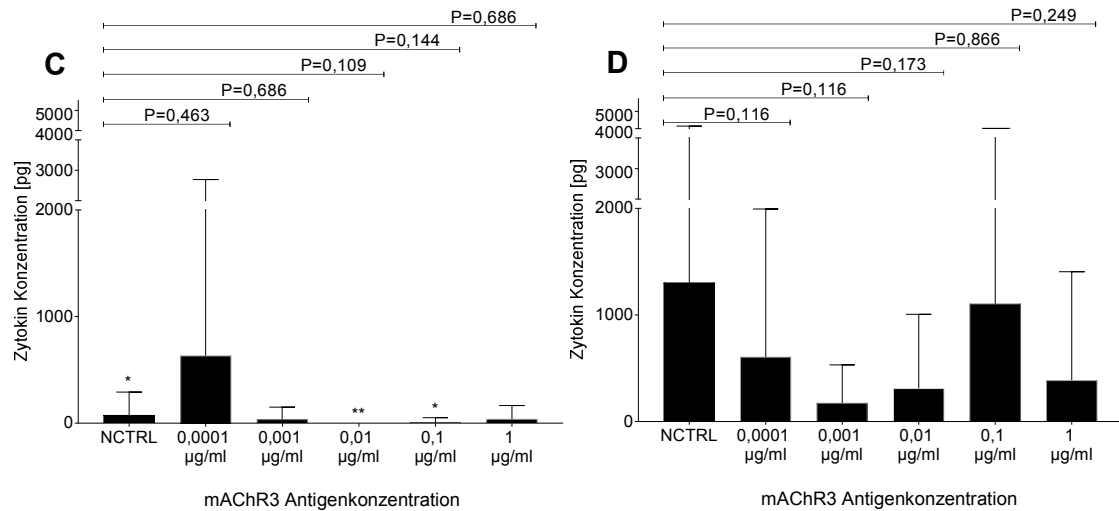 C
P=0,686
P=0,144
P=0,109
P=0,686
P=0,463
5000
4000
3000
2000
1000
0
Zytokin Konzentration [pg]
*
**
*
NCTRL 0,0001 0,001 0,01 0,1 1
µg/ml µg/ml µg/ml µg/ml µg/ml
mAChR3 Antigenkonzentration
D
P=0,249
P=0,866
P=0,173
P=0,116
P=0,116
5000
4000
3000
2000
1000
0
Zytokin Konzentration [pg]
NCTRL 0,0001 0,001 0,01 0,1 1
µg/ml µg/ml µg/ml µg/ml µg/ml
mAChR3 Antigenkonzentration